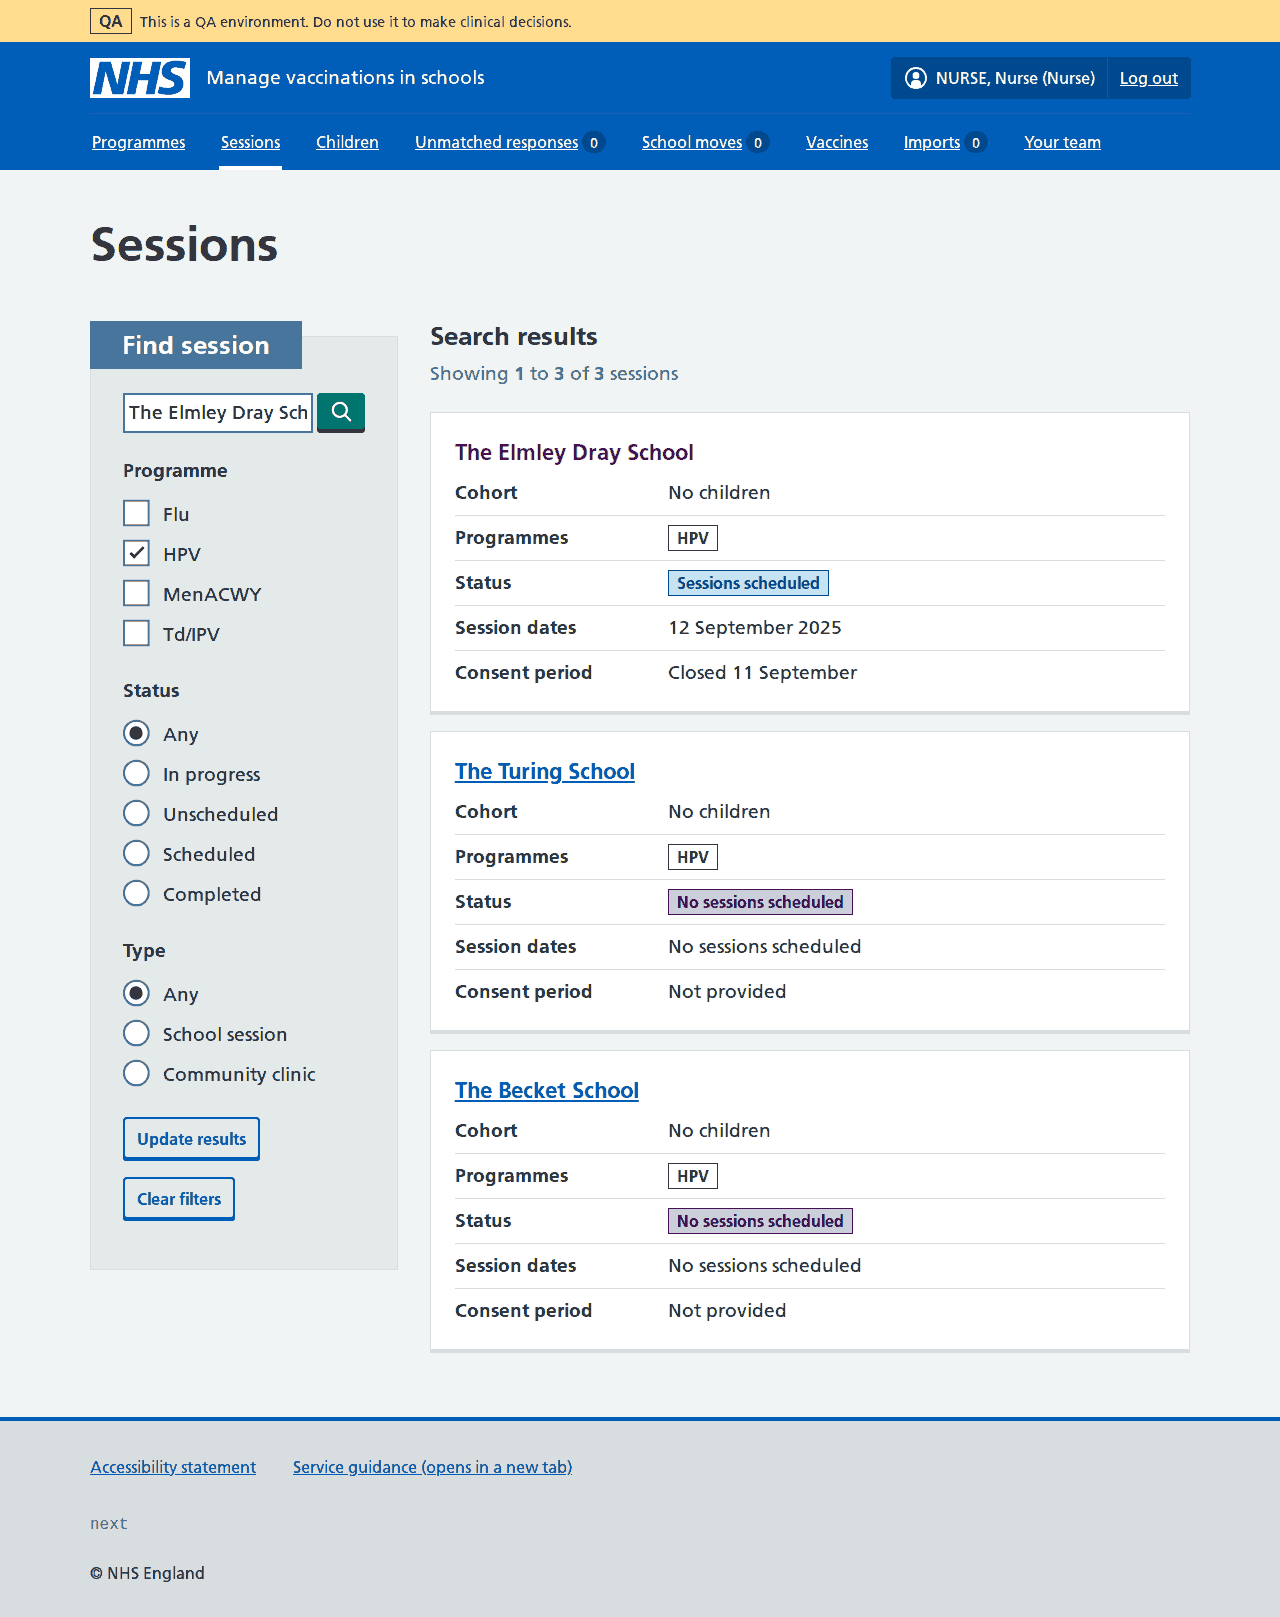 QA This is a QA environment. Do not use it to make clinical decisions.
NHS Manage vaccinations in schools NURSE, Nurse (Nurse) Log out
Programmes Sessions Children Unmatched responses 0 School moves 0 Vaccines Imports 0 Your team
Sessions
Find session
The Elmley Dray Sch
Programme
Flu
HPV
MenACWY
Td/IPV
Status
Any
In progress
Unscheduled
Scheduled
Completed
Type
Any
School session
Community clinic
Update results
Clear filters
Search results
Showing 1 to 3 of 3 sessions
The Elmley Dray School
Cohort No children
Programmes HPV
Status Sessions scheduled
Session dates 12 September 2025
Consent period Closed 11 September
The Turing School
Cohort No children
Programmes HPV
Status No sessions scheduled
Session dates No sessions scheduled
Consent period Not provided
The Becket School
Cohort No children
Programmes HPV
Status No sessions scheduled
Session dates No sessions scheduled
Consent period Not provided
Accessibility statement Service guidance (opens in a new tab)
next
© NHS England